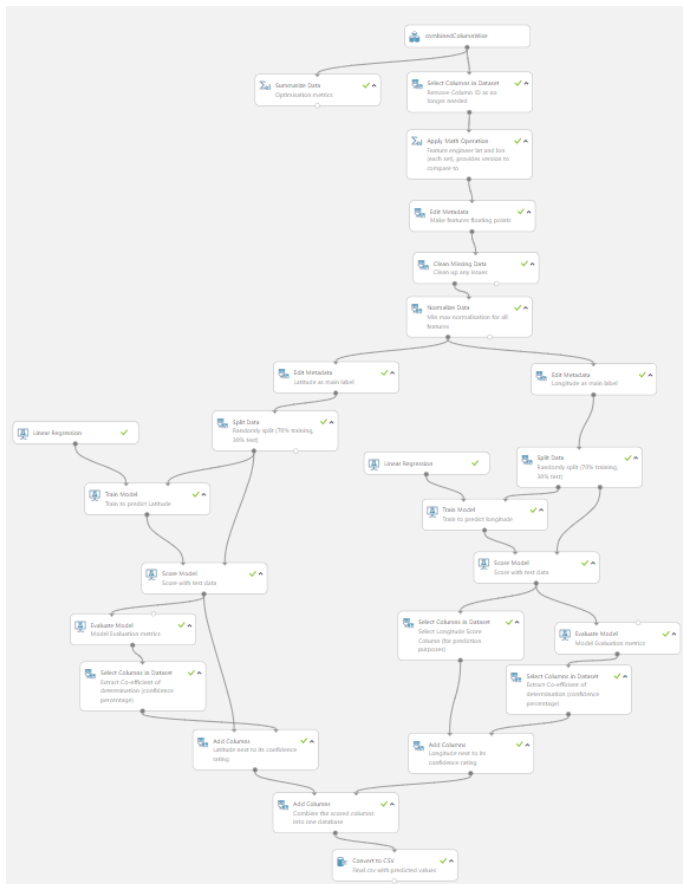 combinedColumnWise
Summarize Data
Optimisation metrics
Select Columns in Dataset
Remove Column ID as no
longer needed
Apply Math Operation
Feature engineer lat and lon
(each set), provides version to
compare to.
Edit Metadata
Make features floating points
Clean Missing Data
Clean up any issues
Normalize Data
Min max normalisation for all
features
Edit Metadata
Latitude as main label
Edit Metadata
Longitude as main label
Split Data
Randomly split (70% training,
30% test)
Linear Regression
Split Data
Randomly split (70% training,
30% test)
Linear Regression
Train Model
Train to predict Latitude
Train Model
Train to predict longitude
Score Model
Score with test data
Score Model
Score with test data
Evaluate Model
Model Evaluation metrics
Select Columns in Dataset
Select Longitude Score
Column (for prediction
purposes)
Evaluate Model
Model Evaluation metrics
Select Columns in Dataset
Extract Co-efficient of
determination (confidence
percentage)
Select Columns in Dataset
Extract Co-efficient of
determination (confidence
percentage)
Add Columns
Latitude next to its confidence
rating
Add Columns
Longitude next to its
confidence rating
Add Columns
Combine the scored columns
into one database
Convert to CSV
final csv with predicted values